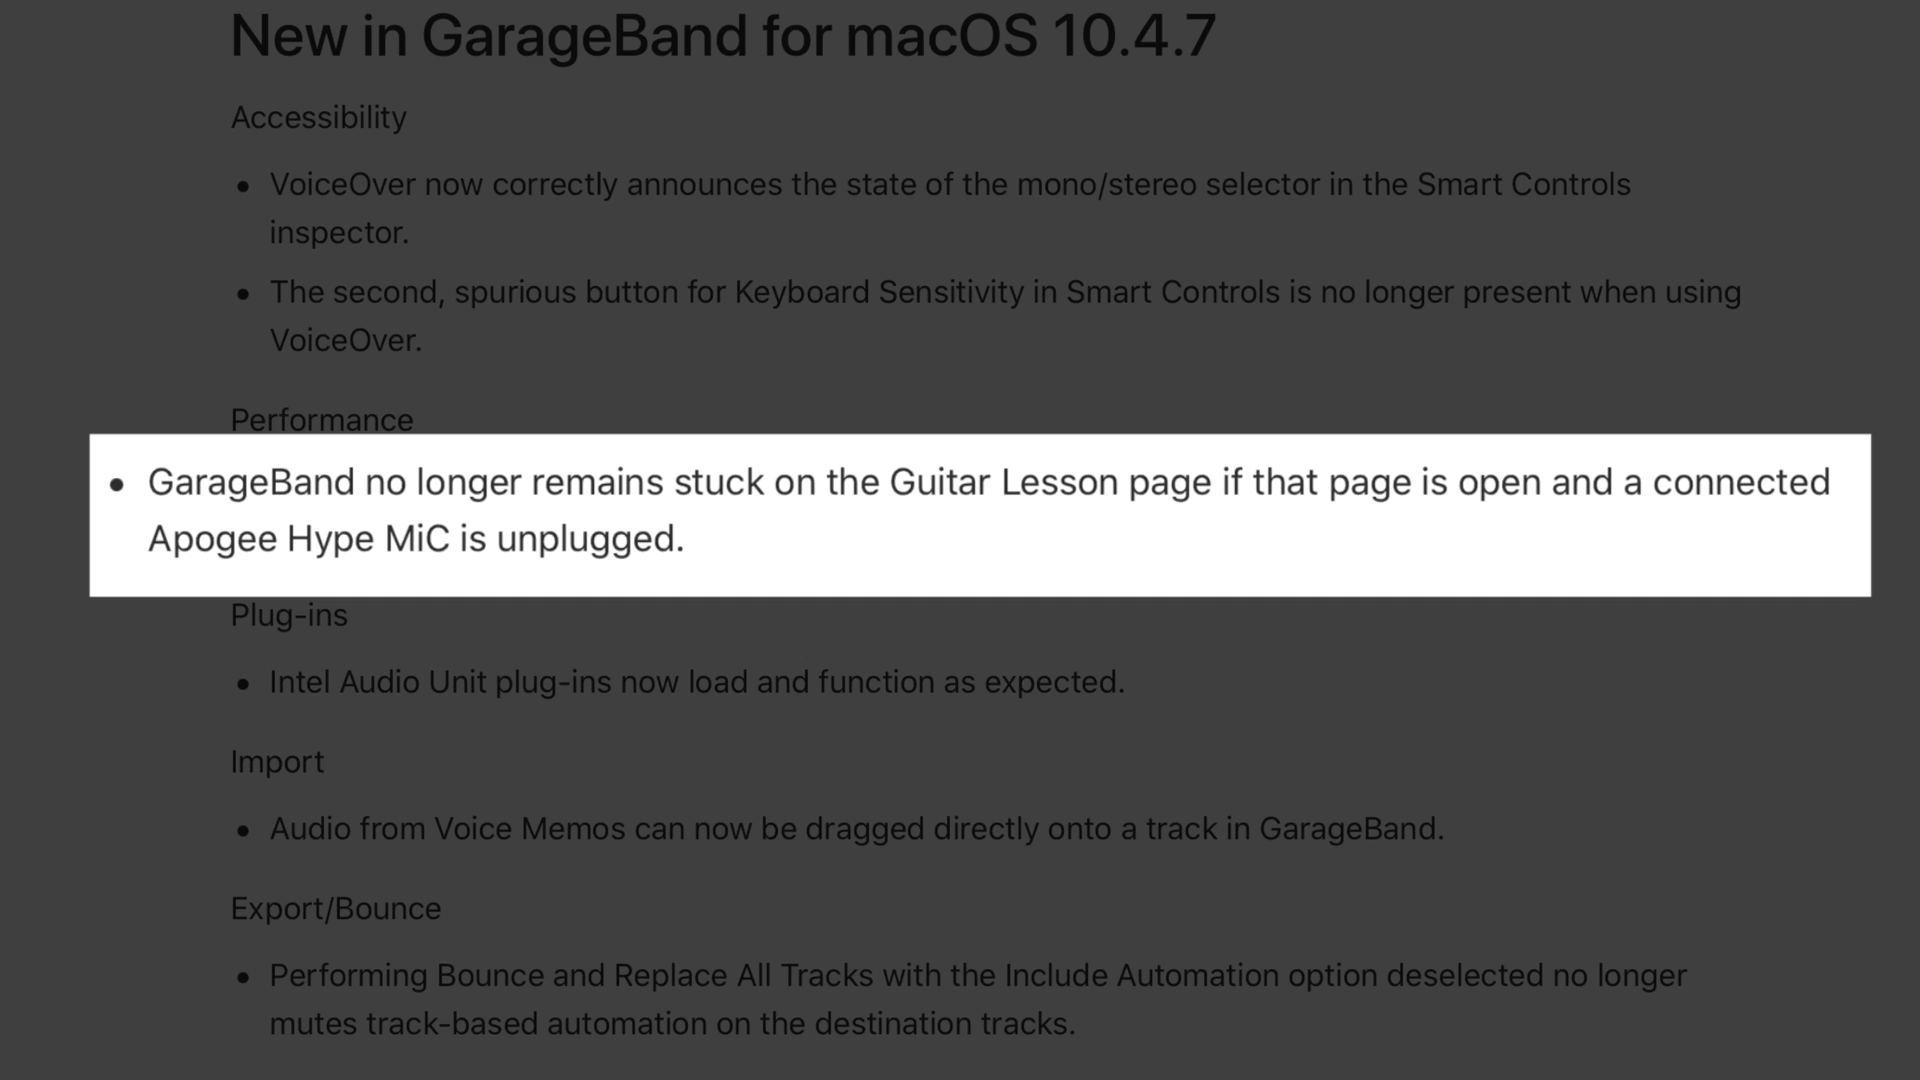 New in GarageBand for macOS 10.4.7
Accessibility
• VoiceOver now correctly announces the state of the mono/stereo selector in the Smart Controls
inspector.
• The second, spurious button for Keyboard Sensitivity in Smart Controls is no longer present when using
VoiceOver.
Performance
• GarageBand no longer remains stuck on the Guitar Lesson page if that page is open and a connected
Apogee Hype MiC is unplugged.
Plug-ins
• Intel Audio Unit plug-ins now load and function as expected.
Import
• Audio from Voice Memos can now be dragged directly onto a track in GarageBand.
Export/Bounce
• Performing Bounce and Replace All Tracks with the Include Automation option deselected no longer
mutes track-based automation on the destination tracks.